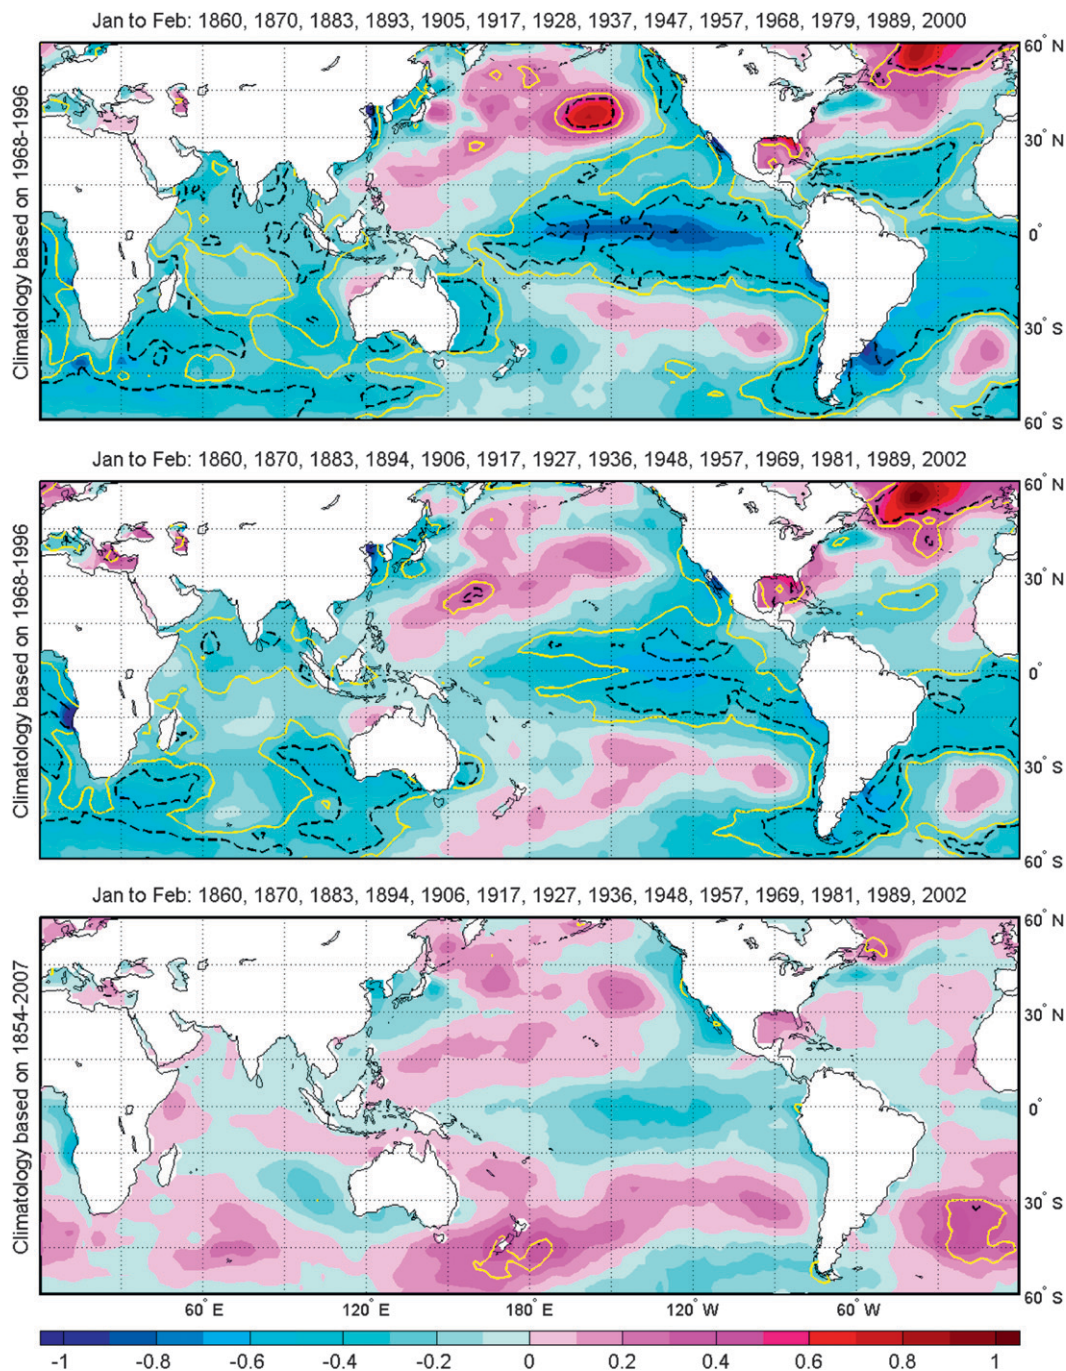 Jan to Feb: 1860, 1870, 1883, 1893, 1905, 1917, 1928, 1937, 1947, 1957, 1968, 1979, 1989, 2000
Climatology based on 1968-1996
60° N
30° N
0°
30° S
60° S
Jan to Feb: 1860, 1870, 1883, 1894, 1906, 1917, 1927, 1936, 1948, 1957, 1969, 1981, 1989, 2002
Climatology based on 1968-1996
60° N
30° N
0°
30° S
60° S
Jan to Feb: 1860, 1870, 1883, 1894, 1906, 1917, 1927, 1936, 1948, 1957, 1969, 1981, 1989, 2002
Climatology based on 1854-2007
60° N
30° N
0°
30° S
60° S
60° E 120° E 180° W 120° W 60° W
-1 -0.8 -0.6 -0.4 -0.2 0 0.2 0.4 0.6 0.8 1